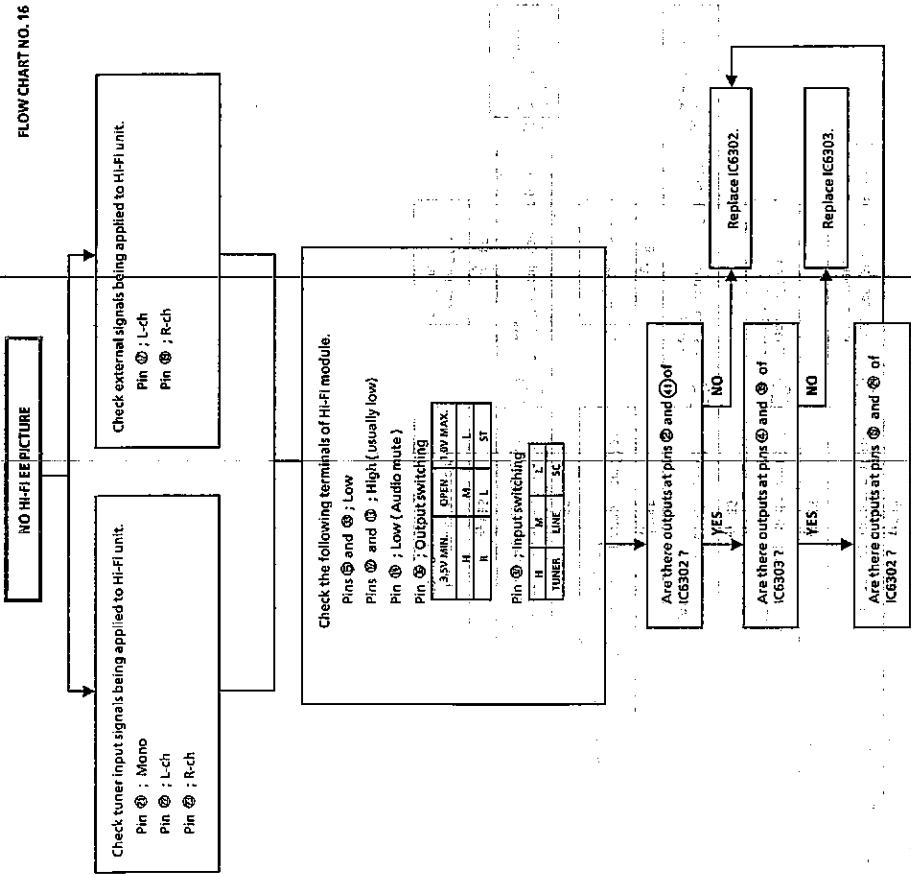 FLOW CHART NO. 16
NO Hi-Fi EE PICTURE
Check tuner input signals being applied to Hi-Fi unit.
Pin ㉑ ; Mono
Pin ㉒ ; L-ch
Pin ㉓ ; R-ch
Check external signals being applied to Hi-Fi unit.
Pin ; L-ch
Pin ; R-ch
Check the following terminals of Hi-Fi module.
Pins and ; Low
Pins and ; High (usually low)
Pin ; Low (Audio mute)
Pin ; Output switching
3.5V MIN. OPEN 1.0V MAX.
H M L
R L ST
Pin ; Input switching
H M L
TUNER LINE SC
Are there outputs at pins and ㊶ of
IC6302 ?
NO
Replace IC6302.
YES
Are there outputs at pins and of
IC6303 ?
NO
Replace IC6303.
YES
Are there outputs at pins and of
IC6302 ?